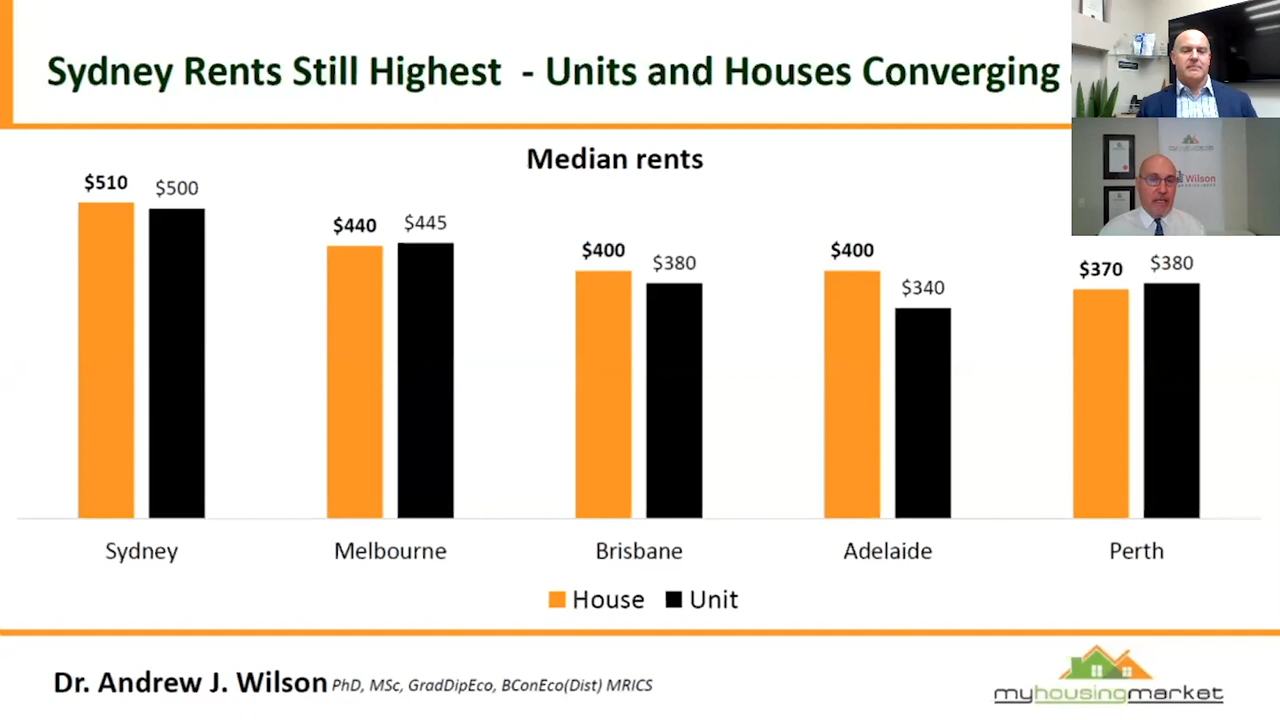 Sydney Rents Still Highest - Units and Houses Converging
Median rents
$510
$500
$440
$445
$400
$380
$400
$340
$370
$380
Sydney
Melbourne
Brisbane
Adelaide
Perth
House
Unit
Wilson
Dr. Andrew J. Wilson PhD, MSc, GradDipEco, BConEco(Dist) MRICS
myhousingmarket